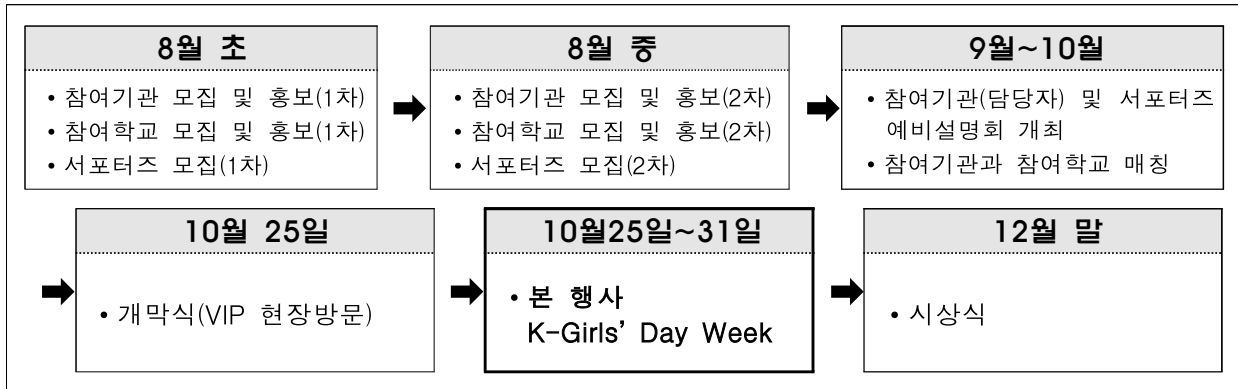 8월 초
• 참여기관 모집 및 홍보(1차)
• 참여학교 모집 및 홍보(1차)
• 서포터즈 모집(1차)
8월 중
• 참여기관 모집 및 홍보(2차)
• 참여학교 모집 및 홍보(2차)
• 서포터즈 모집(2차)
9월~10월
• 참여기관(담당자) 및 서포터즈
예비설명회 개최
• 참여기관과 참여학교 매칭
10월 25일
• 개막식(VIP 현장방문)
10월25일~31일
• 본 행사
K-Girls’ Day Week
12월 말
• 시상식